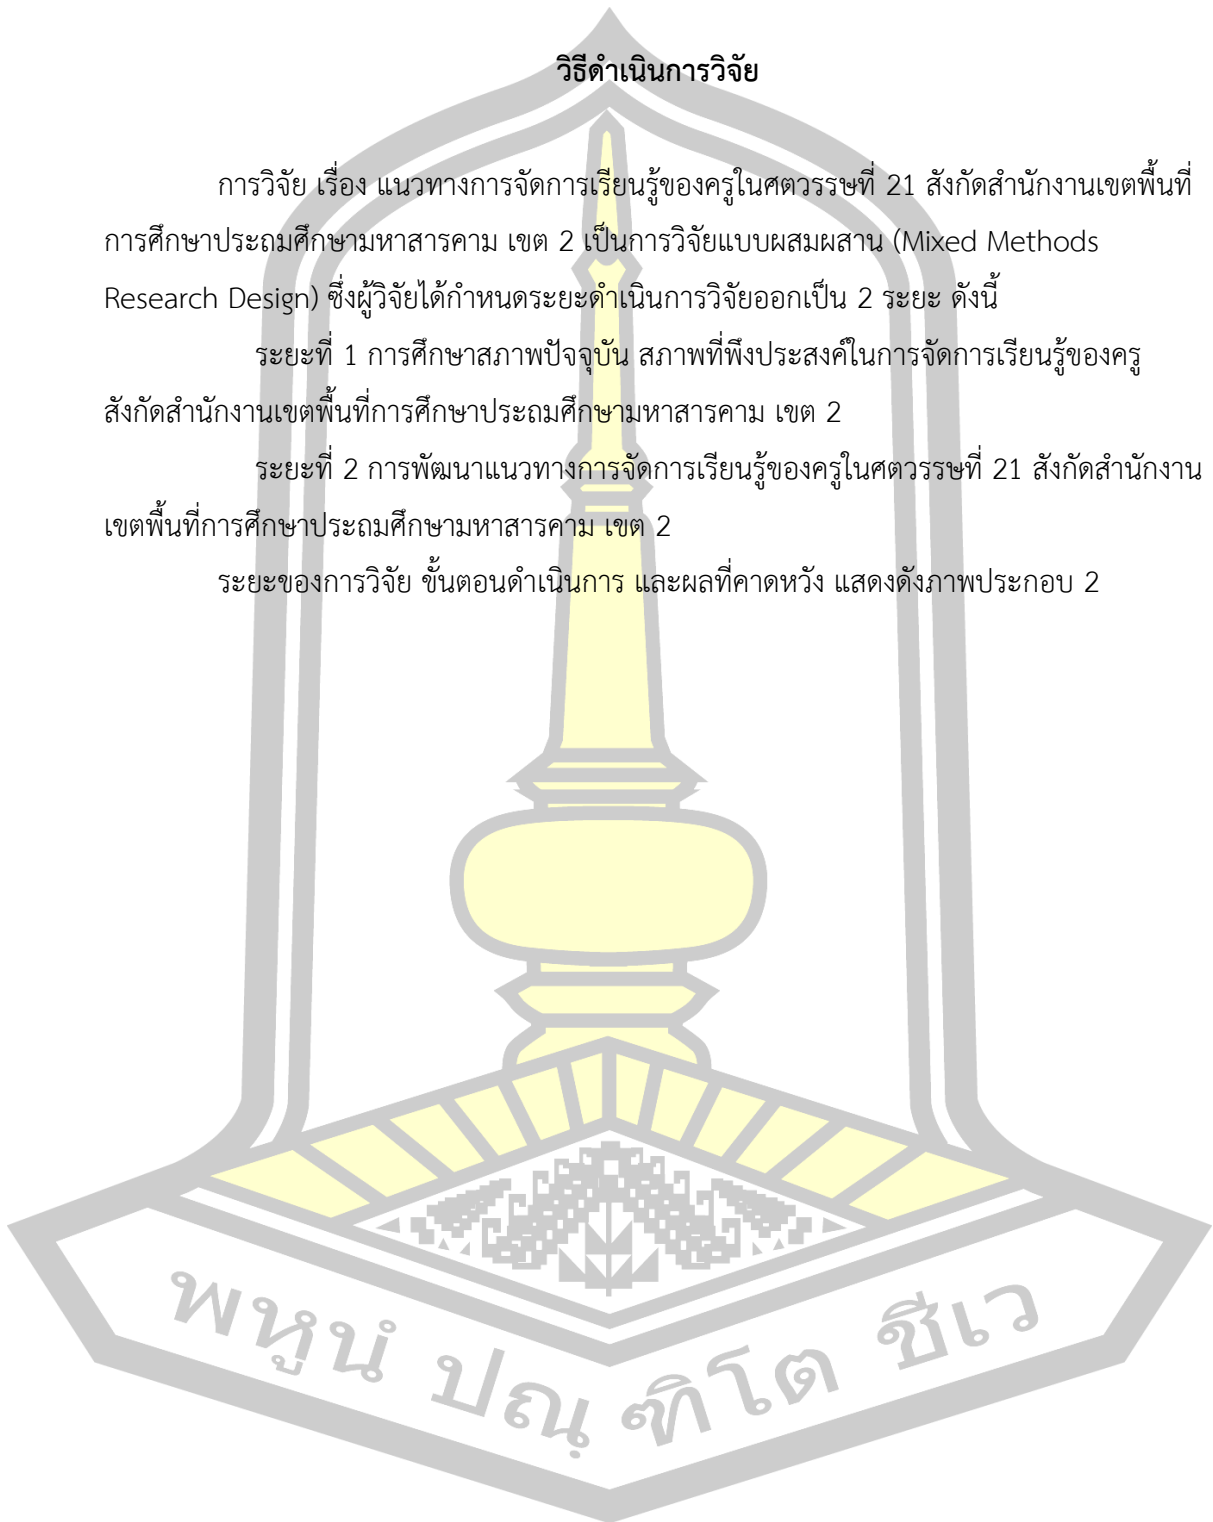 วิธีดำเนินการวิจัย
การวิจัย เรื่อง แนวทางการจัดการเรียนรู้ของครูในศตวรรษที่ 21 สังกัดสำนักงานเขตพื้นที่
การศึกษาประถมศึกษามหาสารคาม เขต 2 เป็นการวิจัยแบบผสมผสาน (Mixed Methods
Research Design) ซึ่งผู้วิจัยได้กำหนดระยะดำเนินการวิจัยออกเป็น 2 ระยะ ดังนี้
ระยะที่ 1 การศึกษาสภาพปัจจุบัน สภาพที่พึงประสงค์ในการจัดการเรียนรู้ของครู
สังกัดสำนักงานเขตพื้นที่การศึกษาประถมศึกษามหาสารคาม เขต 2
ระยะที่ 2 การพัฒนาแนวทางการจัดการเรียนรู้ของครูในศตวรรษที่ 21 สังกัดสำนักงาน
เขตพื้นที่การศึกษาประถมศึกษามหาสารคาม เขต 2
ระยะของการวิจัย ขั้นตอนดำเนินการ และผลที่คาดหวัง แสดงดังภาพประกอบ 2
พหูนํ ปณฺ ฑิโต ชีเว